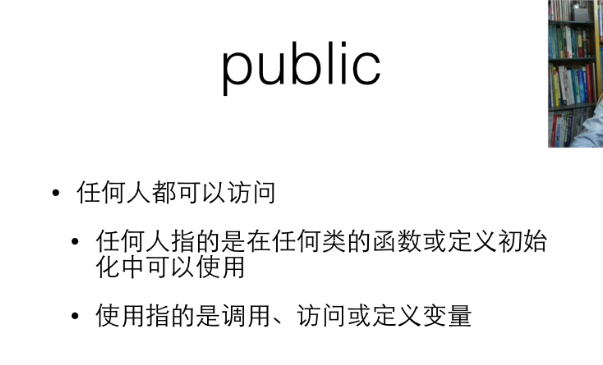 public
• 任何人都可以访问
• 任何人指的是在任何类的函数或定义初始
化中可以使用
• 使用指的是调用、访问或定义变量